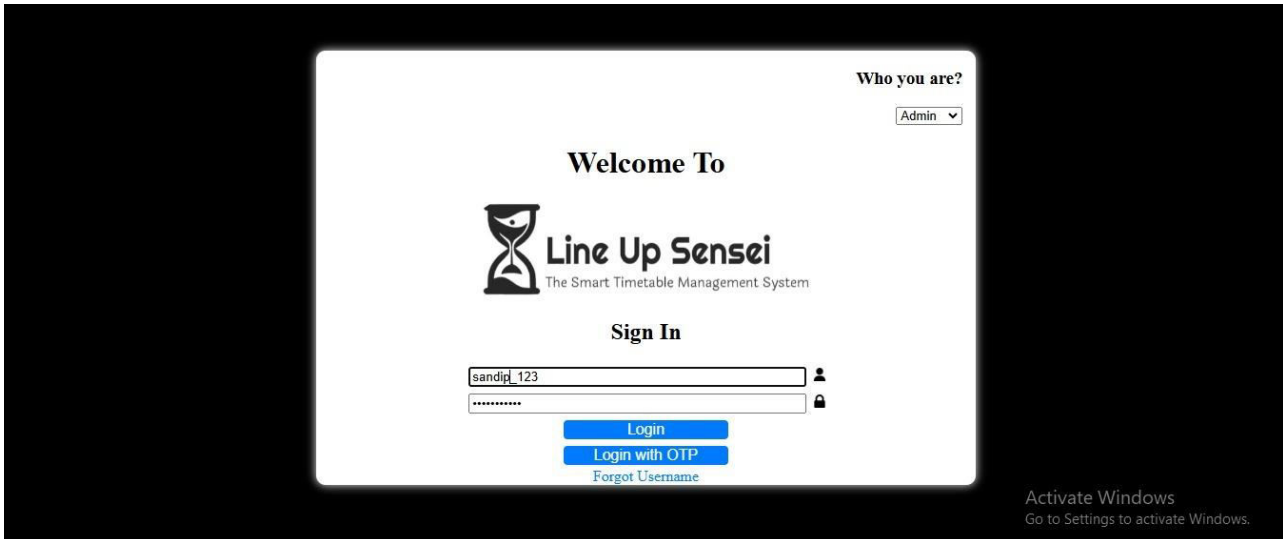 Who you are?
Admin
Welcome To
Line Up Sensei
The Smart Timetable Management System
Sign In
sandip_123
•••••••••••
Login
Login with OTP
Forgot Username
Activate Windows
Go to Settings to activate Windows.